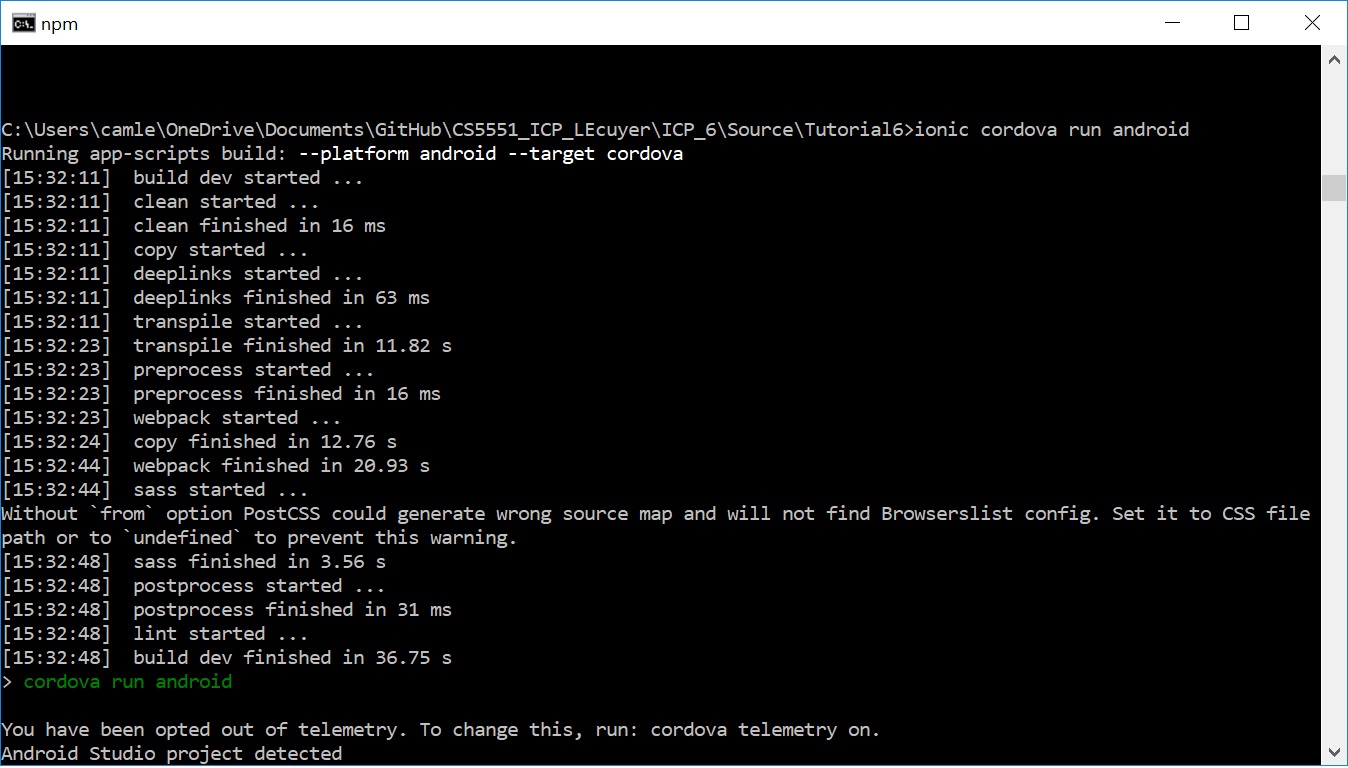 npm
C:\Users\camle\OneDrive\Documents\GitHub\CS5551_ICP_LEcuyer\ICP_6\Source\Tutorial6>ionic cordova run android
Running app-scripts build: --platform android --target cordova
[15:32:11]  build dev started ...
[15:32:11]  clean started ...
[15:32:11]  clean finished in 16 ms
[15:32:11]  copy started ...
[15:32:11]  deeplinks started ...
[15:32:11]  deeplinks finished in 63 ms
[15:32:11]  transpile started ...
[15:32:23]  transpile finished in 11.82 s
[15:32:23]  preprocess started ...
[15:32:23]  preprocess finished in 16 ms
[15:32:23]  webpack started ...
[15:32:24]  copy finished in 12.76 s
[15:32:44]  webpack finished in 20.93 s
[15:32:44]  sass started ...
Without `from` option PostCSS could generate wrong source map and will not find Browserslist config. Set it to CSS file
path or to `undefined` to prevent this warning.
[15:32:48]  sass finished in 3.56 s
[15:32:48]  postprocess started ...
[15:32:48]  postprocess finished in 31 ms
[15:32:48]  lint started ...
[15:32:48]  build dev finished in 36.75 s
> cordova run android
You have been opted out of telemetry. To change this, run: cordova telemetry on.
Android Studio project detected